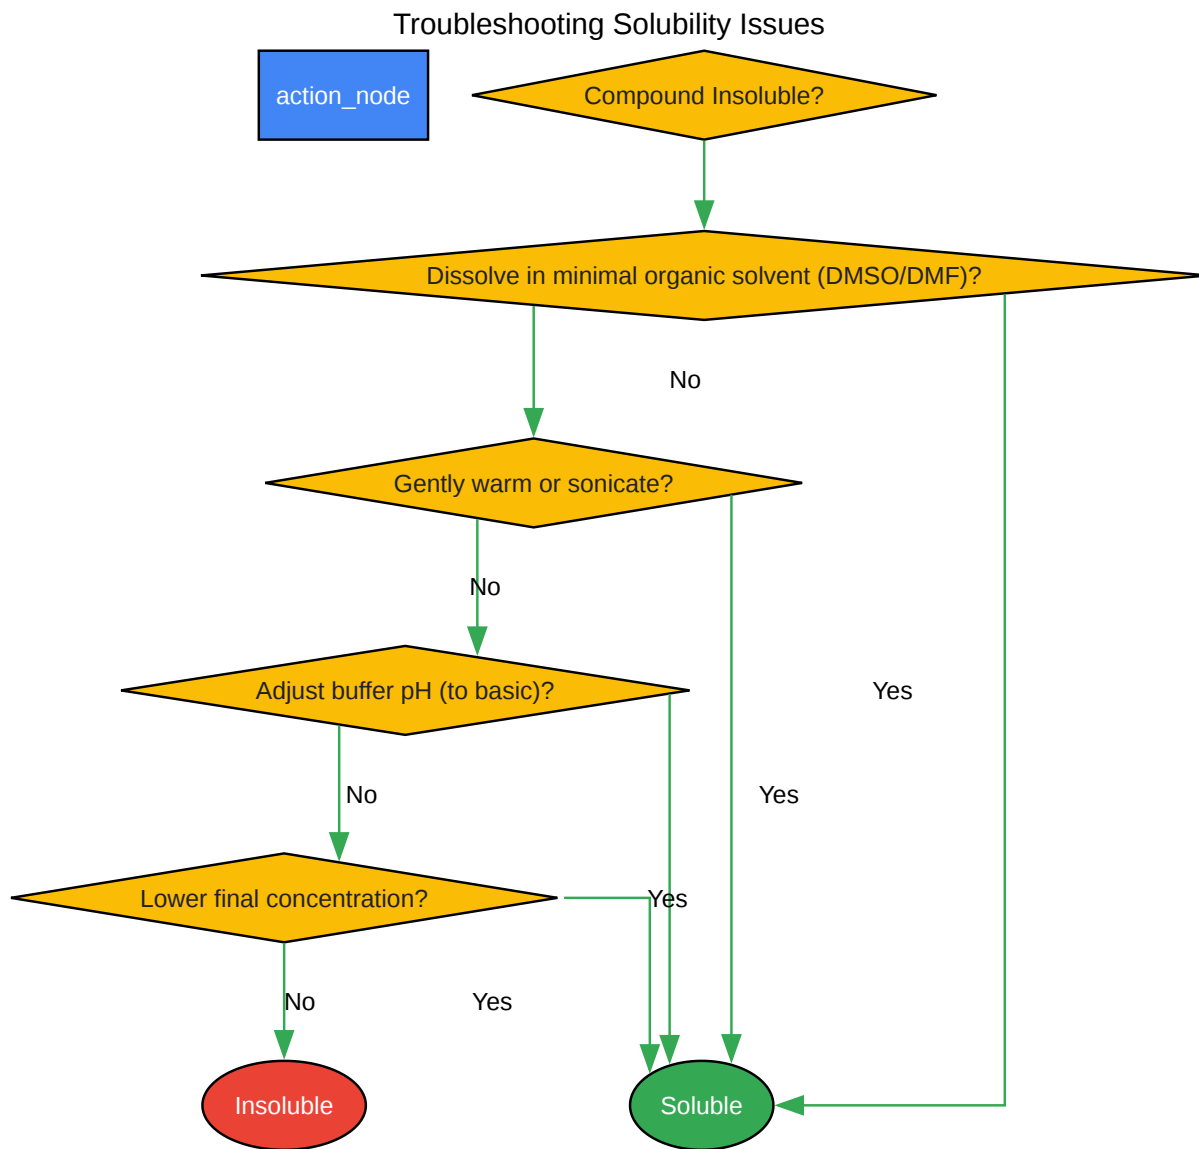 Troubleshooting Solubility Issues
action_node
Compound Insoluble?
Dissolve in minimal organic solvent (DMSO/DMF)?
No
Gently warm or sonicate?
No
Adjust buffer pH (to basic)?
Yes
No
Yes
Lower final concentration?
Yes
No
Yes
Insoluble
Soluble